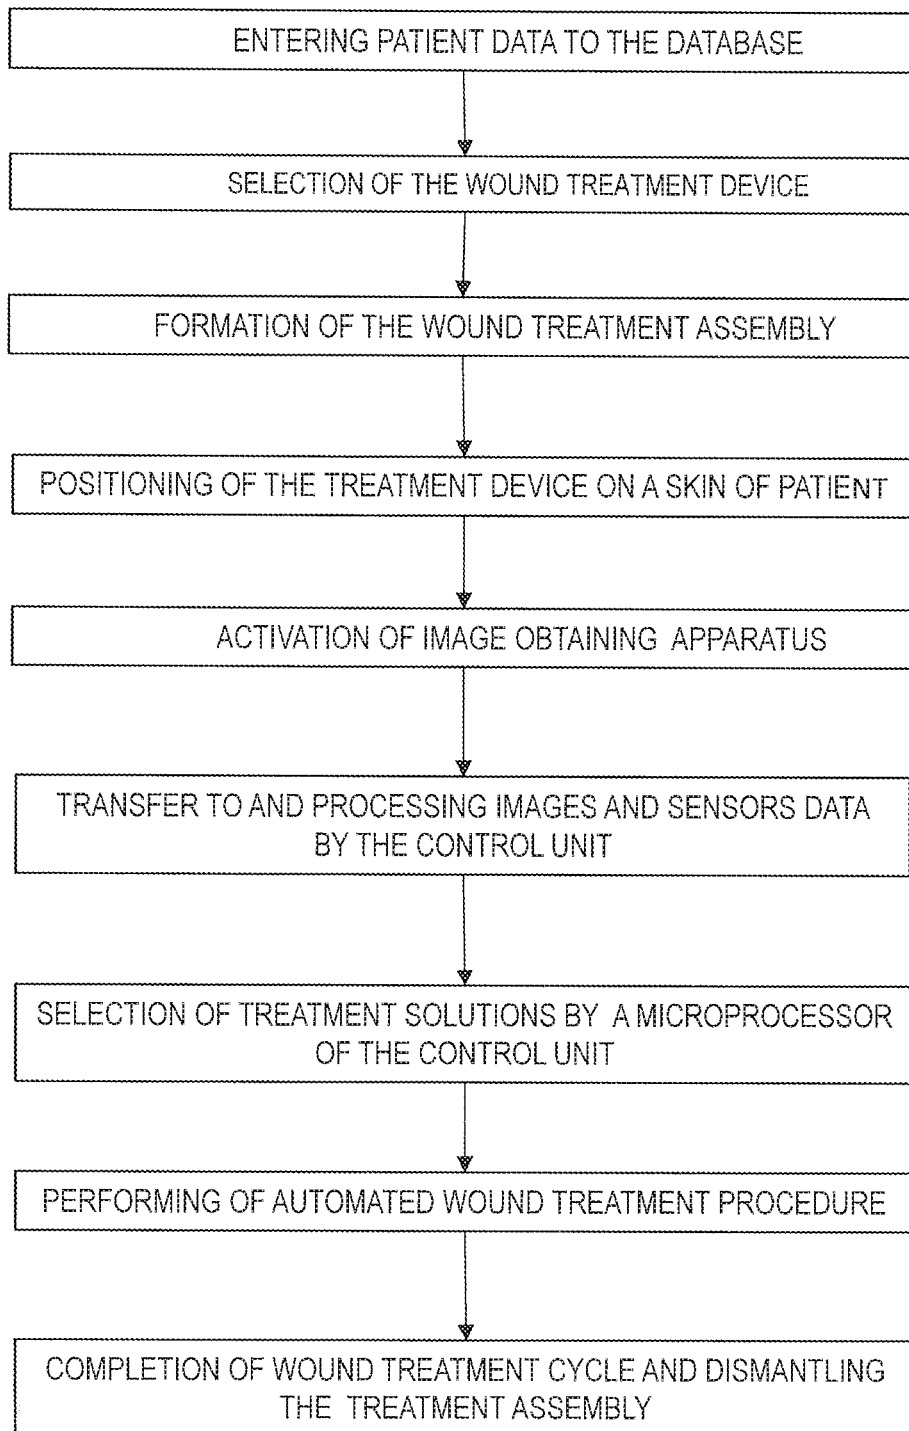 ENTERING PATIENT DATA TO THE DATABASE
SELECTION OF THE WOUND TREATMENT DEVICE
FORMATION OF THE WOUND TREATMENT ASSEMBLY
POSITIONING OF THE TREATMENT DEVICE ON A SKIN OF PATIENT
ACTIVATION OF IMAGE OBTAINING APPARATUS
TRANSFER TO AND PROCESSING IMAGES AND SENSORS DATA
BY THE CONTROL UNIT
SELECTION OF TREATMENT SOLUTIONS BY A MICROPROCESSOR
OF THE CONTROL UNIT
PERFORMING OF AUTOMATED WOUND TREATMENT PROCEDURE
COMPLETION OF WOUND TREATMENT CYCLE AND DISMANTLING
THE TREATMENT ASSEMBLY